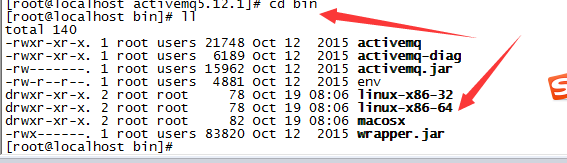 [root@localhost activemq5.12.1]# cd bin
[root@localhost bin]# ll
total 140
-rwxr-xr-x. 1 root users 21748 Oct 12  2015 activemq
-rwxr-xr-x. 1 root users  6189 Oct 12  2015 activemq-diag
-rw-------. 1 root users 15962 Oct 12  2015 activemq.jar
-rw-r--r--. 1 root users  4881 Oct 12  2015 env
drwxr-xr-x. 2 root root     78 Oct 19 08:06 linux-x86-32
drwxr-xr-x. 2 root root     78 Oct 19 08:06 linux-x86-64
drwxr-xr-x. 2 root root     82 Oct 19 08:06 macosx
-rwx------. 1 root users 83820 Oct 12  2015 wrapper.jar
[root@localhost bin]#